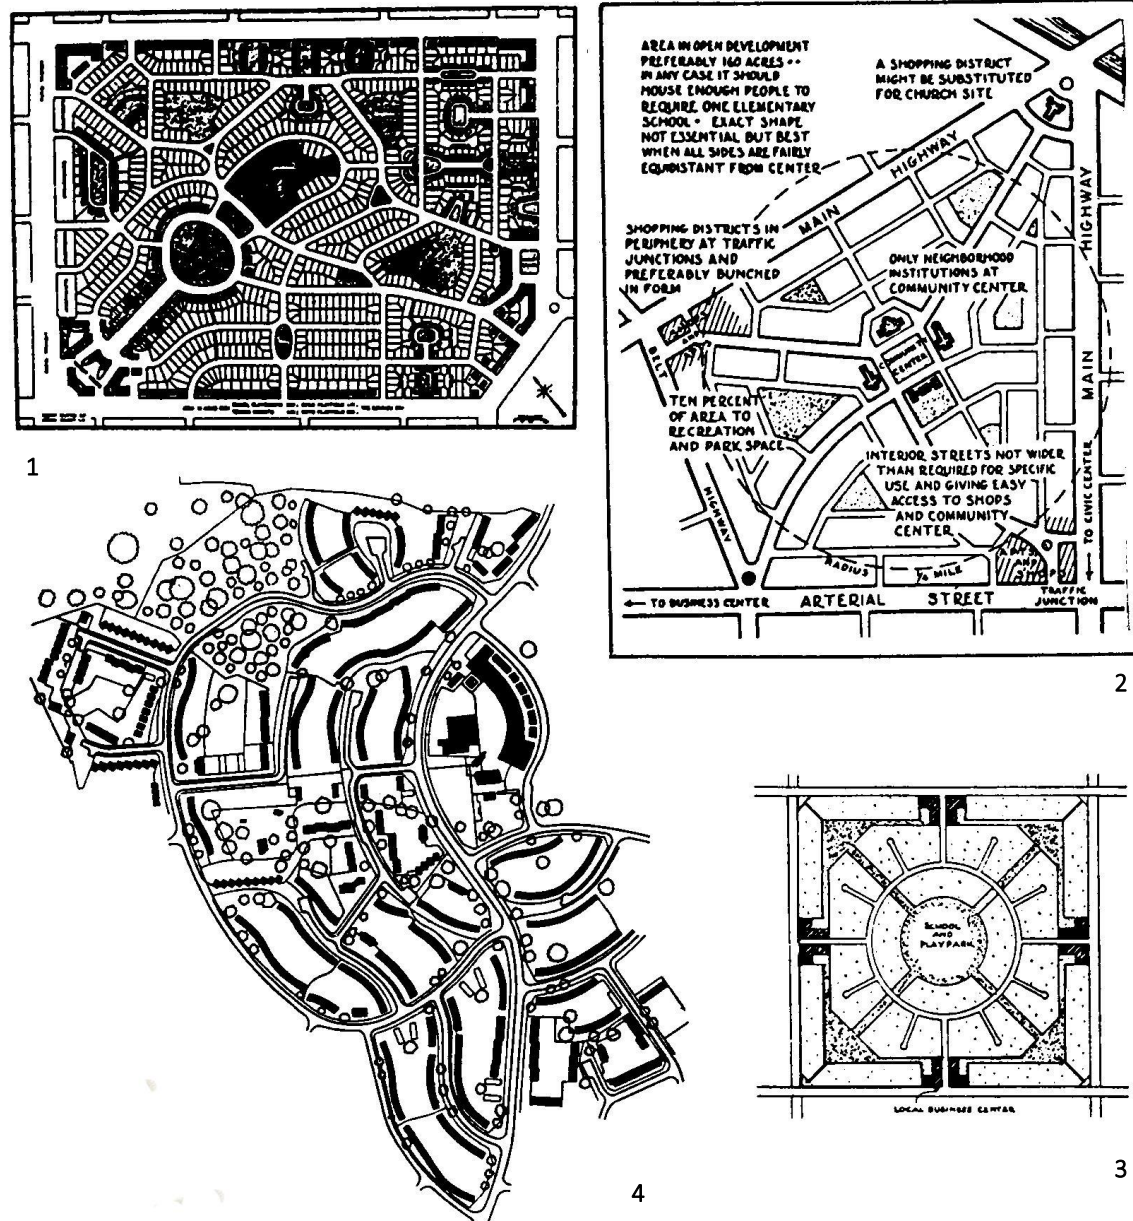 1
AREA IN OPEN DEVELOPMENT
PREFERABLY 160 ACRES ··
IN ANY CASE IT SHOULD
HOUSE ENOUGH PEOPLE TO
REQUIRE ONE ELEMENTARY
SCHOOL · EXACT SHAPE
NOT ESSENTIAL BUT BEST
WHEN ALL SIDES ARE FAIRLY
EQUIDISTANT FROM CENTER
A SHOPPING DISTRICT
MIGHT BE SUBSTITUTED
FOR CHURCH SITE
MAIN HIGHWAY
HIGHWAY
MAIN
SHOPPING DISTRICTS IN
PERIPHERY AT TRAFFIC
JUNCTIONS AND
PREFERABLY BUNCHED
IN FORM
ONLY NEIGHBORHOOD
INSTITUTIONS AT
COMMUNITY CENTER
COMMUNITY
CENTER
BELT
HIGHWAY
TEN PERCENT
OF AREA TO
RECREATION
AND PARK SPACE
INTERIOR STREETS NOT WIDER
THAN REQUIRED FOR SPECIFIC
USE AND GIVING EASY
ACCESS TO SHOPS
AND COMMUNITY
CENTER
RADIUS
MILE
TO CIVIC CENTER
TRAFFIC
JUNCTION
← TO BUSINESS CENTER
ARTERIAL STREET
2
SCHOOL
AND
PLAY PARK
LOCAL BUSINESS CENTER
3
4